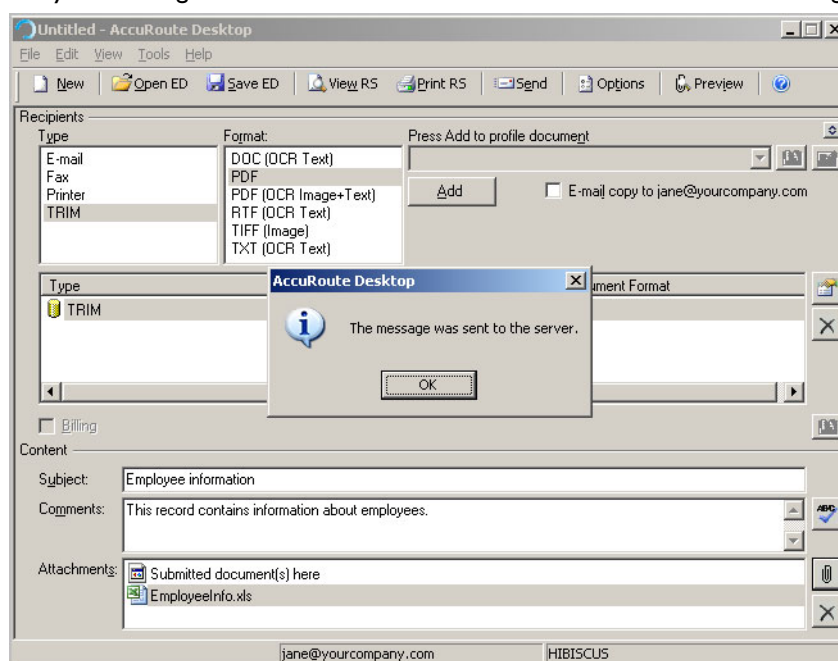 Untitled - AccuRoute Desktop
File Edit View Tools Help
New Open ED Save ED View RS Print RS Send Options Preview
Recipients
Type Format: Press Add to profile document
E-mail DOC (OCR Text)
Fax PDF
Printer PDF (OCR Image+Text) Add E-mail copy to jane@yourcompany.com
TRIM RTF (OCR Text)
TIFF (Image)
TXT (OCR Text)
Type ument Format
TRIM
AccuRoute Desktop
The message was sent to the server.
OK
Billing
Content
Subject: Employee information
Comments: This record contains information about employees.
ABC
Attachments: Submitted document(s) here
EmployeeInfo.xls
jane@yourcompany.com HIBISCUS